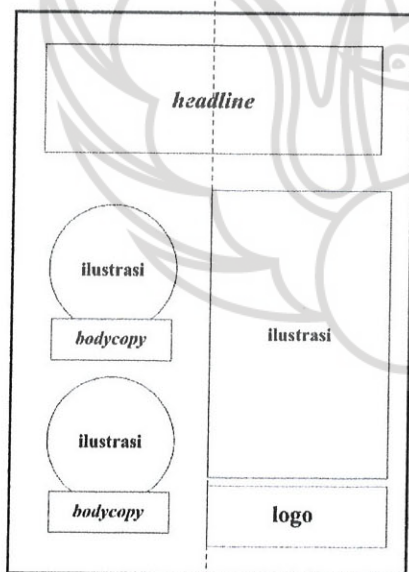 headline
ilustrasi
bodycopy
ilustrasi
bodycopy
ilustrasi
logo